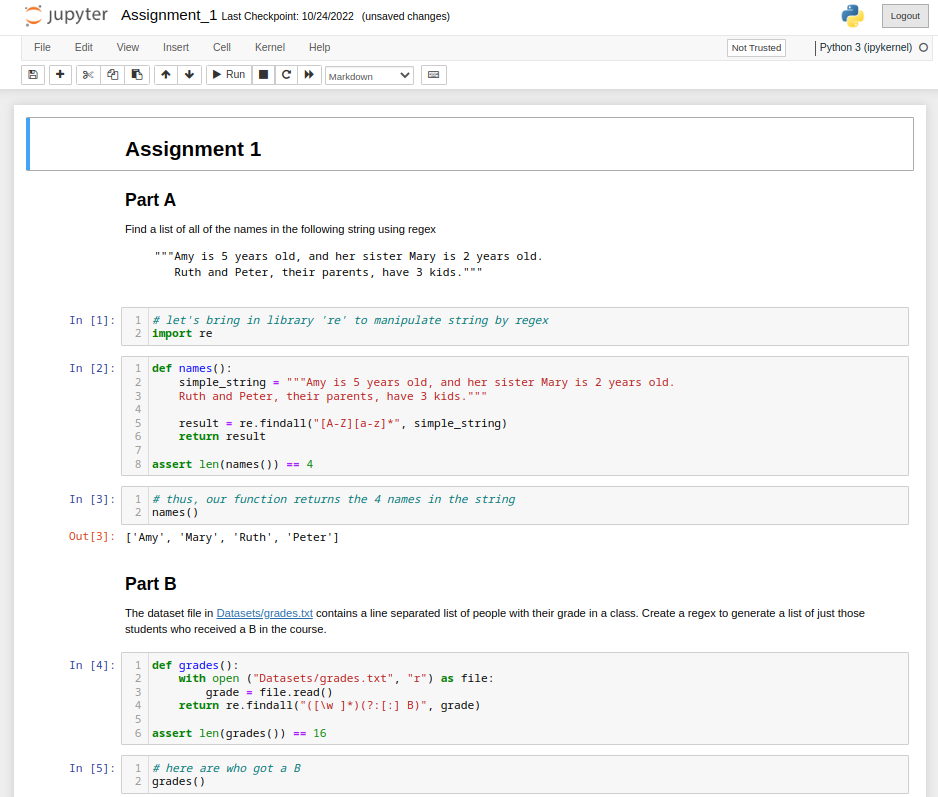 jupyter Assignment_1 Last Checkpoint: 10/24/2022 (unsaved changes) Logout
File Edit View Insert Cell Kernel Help Not Trusted Python 3 (ipykernel)
Run Markdown
Assignment 1
Part A
Find a list of all of the names in the following string using regex
"""Amy is 5 years old, and her sister Mary is 2 years old.
Ruth and Peter, their parents, have 3 kids."""
In [1]: 1 # let's bring in library 're' to manipulate string by regex
2 import re
In [2]: 1 def names():
2 simple_string = """Amy is 5 years old, and her sister Mary is 2 years old.
3 Ruth and Peter, their parents, have 3 kids."""
4
5 result = re.findall("[A-Z][a-z]*", simple_string)
6 return result
7
8 assert len(names()) == 4
In [3]: 1 # thus, our function returns the 4 names in the string
2 names()
Out[3]: ['Amy', 'Mary', 'Ruth', 'Peter']
Part B
The dataset file in Datasets/grades.txt contains a line separated list of people with their grade in a class. Create a regex to generate a list of just those
students who received a B in the course.
In [4]: 1 def grades():
2 with open ("Datasets/grades.txt", "r") as file:
3 grade = file.read()
4 return re.findall("([\w ]*)(?:[:] B)", grade)
5
6 assert len(grades()) == 16
In [5]: 1 # here are who got a B
2 grades()